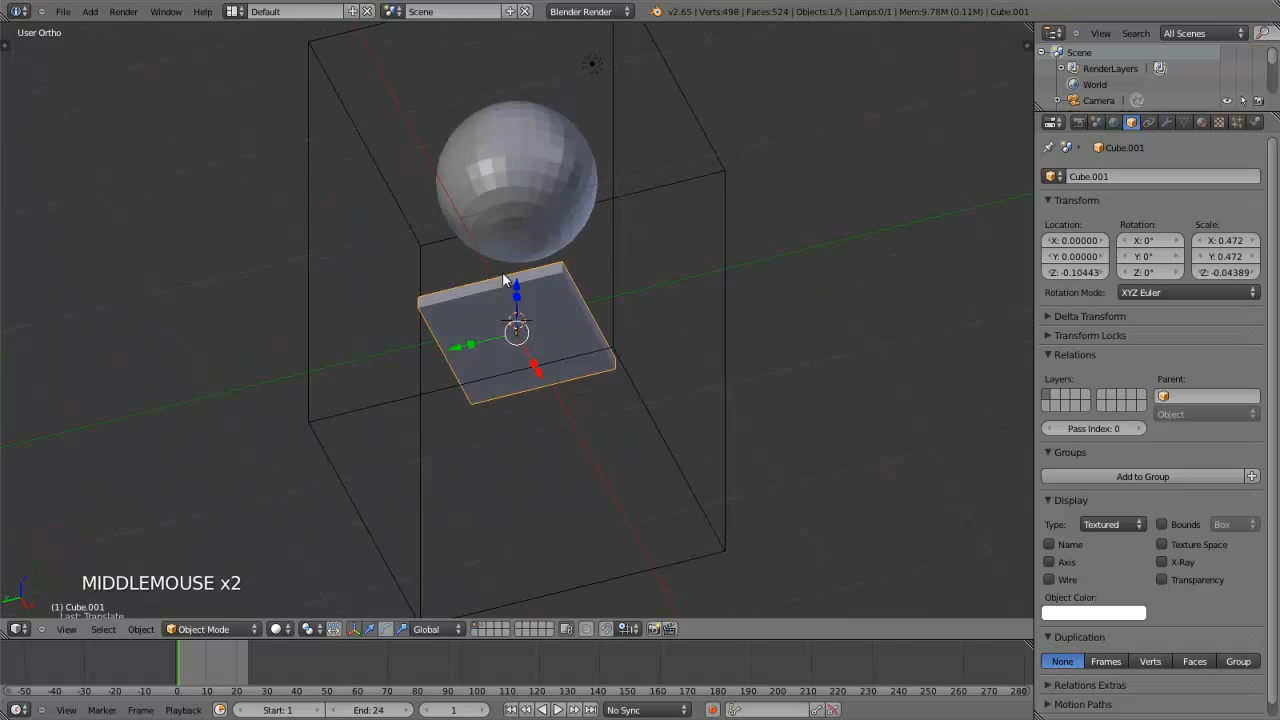 File Add Render Window Help Default Scene Blender Render v2.65 | Verts:498 | Faces:524 | Objects:1/5 | Lamps:0/1 | Mem:9.78M (0.11M) | Cube.001
User Ortho
View Search All Scenes
Scene
RenderLayers
World
Camera
Cube.001
Cube.001
Transform
Location: Rotation: Scale:
X: 0.00000 X: 0° X: 0.472
Y: 0.00000 Y: 0° Y: 0.472
Z: -0.10443 Z: 0° Z: -0.04389
Rotation Mode: XYZ Euler
Delta Transform
Transform Locks
Relations
Layers: Parent:
Object
Pass Index: 0
Groups
Add to Group
Display
Type: Textured Bounds Box
Name Texture Space
Axis X-Ray
Wire Transparency
Object Color:
Duplication
None Frames Verts Faces Group
Relations Extras
Motion Paths
MIDDLEMOUSE x2
(1) Cube.001
Last: Translate
View Select Object Object Mode Global
-50 -40 -30 -20 -10 0 10 20 30 40 50 60 70 80 90 100 110 120 130 140 150 160 170 180 190 200 210 220 230 240 250 260 270 280
View Marker Frame Playback Start: 1 End: 24 1 No Sync